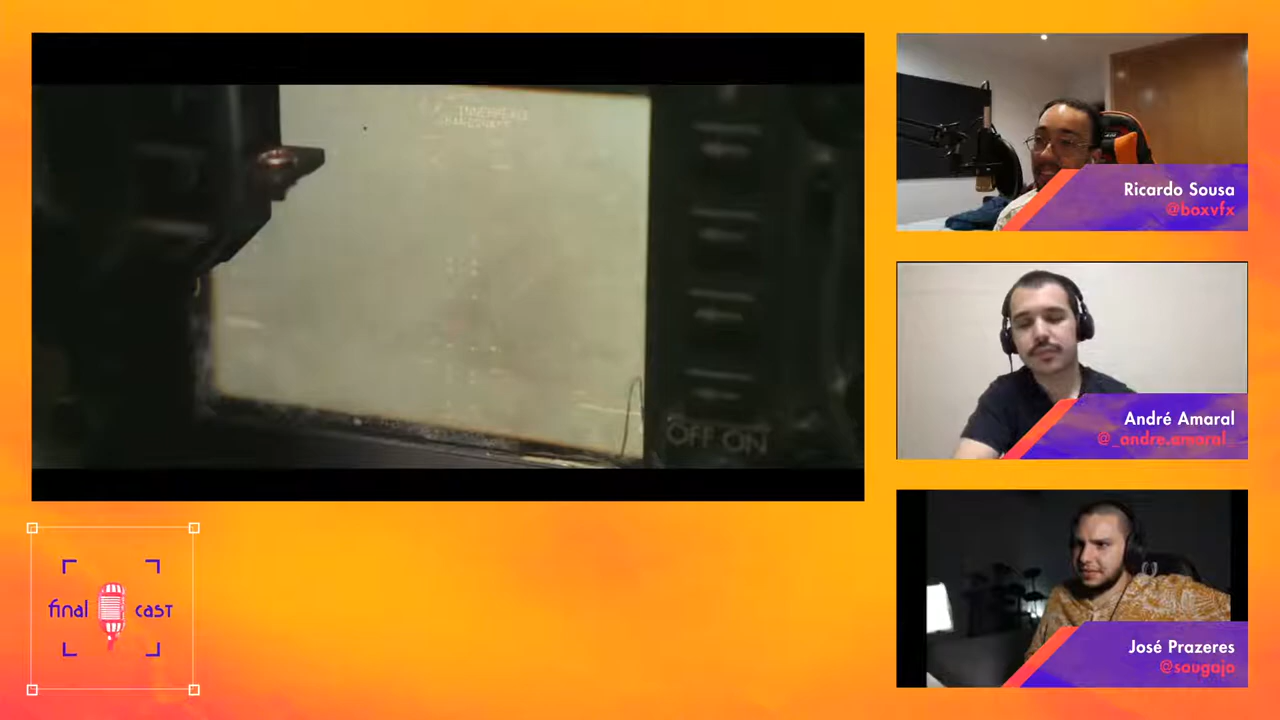 OFF ON
Ricardo Sousa
@boxvfx
André Amaral
@_andre.amaral_
José Prazeres
@saugajo
final cast